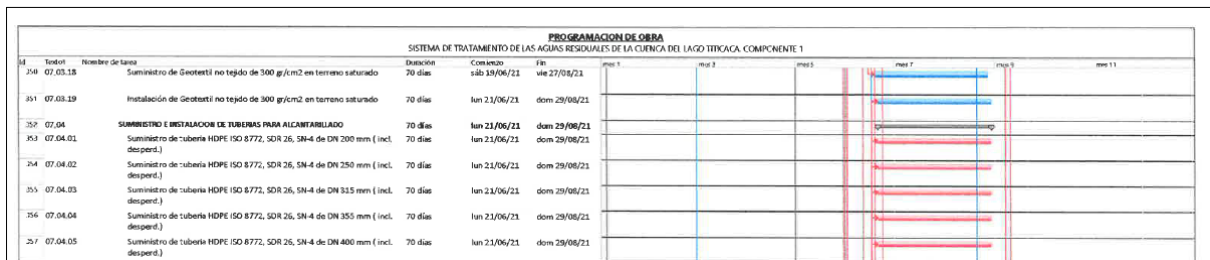 PROGRAMACION DE OBRA
SISTEMA DE TRATAMIENTO DE LAS AGUAS RESIDUALES DE LA CUENCA DEL LAGO TITICACA. COMPONENTE 1
Id Texto1 Nombre de tarea Duración Comienzo Fin mes 1 mes 3 mes 5 mes 7 mes 9 mes 11
350 07.03.18 Suministro de Geotextil no tejido de 300 gr/cm2 en terreno saturado 70 días sáb 19/06/21 vie 27/08/21
351 07.03.19 Instalación de Geotextil no tejido de 300 gr/cm2 en terreno saturado 70 días lun 21/06/21 dom 29/08/21
352 07.04 SUMINISTRO E INSTALACION DE TUBERIAS PARA ALCANTARILLADO 70 días lun 21/06/21 dom 29/08/21
353 07.04.01 Suministro de tuberia HDPE ISO 8772, SDR 26, SN-4 de DN 200 mm ( incl. desperd.) 70 días lun 21/06/21 dom 29/08/21
354 07.04.02 Suministro de tuberia HDPE ISO 8772, SDR 26, SN-4 de DN 250 mm ( incl. desperd.) 70 días lun 21/06/21 dom 29/08/21
355 07.04.03 Suministro de tuberia HDPE ISO 8772, SDR 26, SN-4 de DN 315 mm ( incl. desperd.) 70 días lun 21/06/21 dom 29/08/21
356 07.04.04 Suministro de tuberia HDPE ISO 8772, SDR 26, SN-4 de DN 355 mm ( incl. desperd.) 70 días lun 21/06/21 dom 29/08/21
357 07.04.05 Suministro de tuberia HDPE ISO 8772, SDR 26, SN-4 de DN 400 mm ( incl. desperd.) 70 días lun 21/06/21 dom 29/08/21